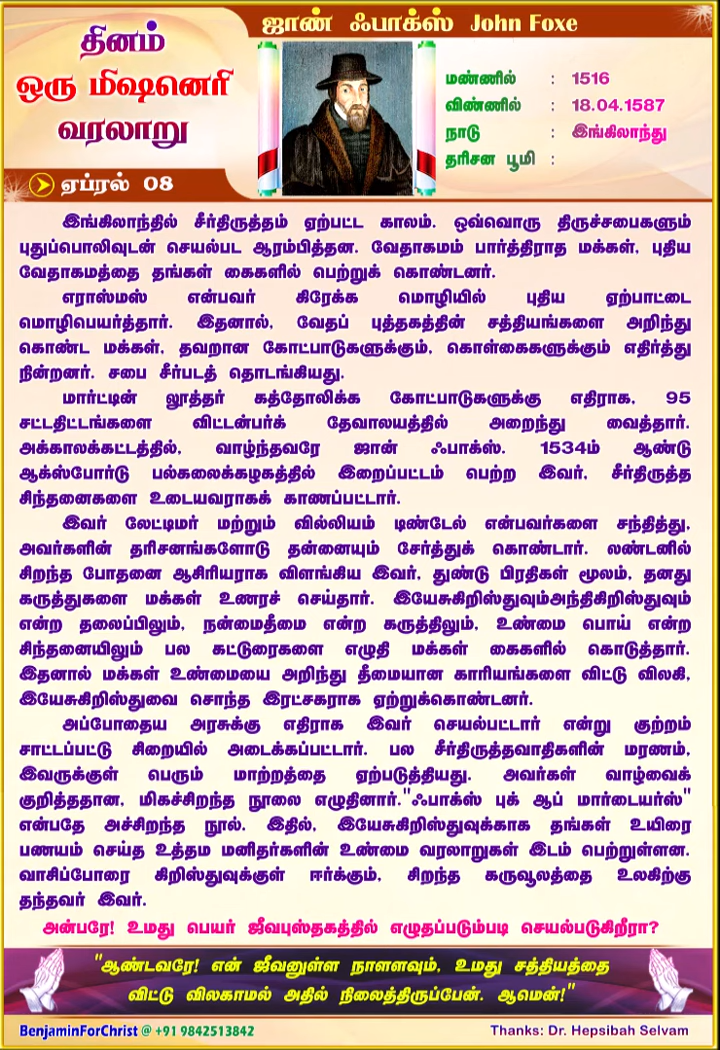 தினம்
ஒரு மிஷனெரி
வரலாறு
ஏப்ரல் 08
ஜாண் ஃபாக்ஸ் John Foxe
மண்ணில் : 1516
விண்ணில் : 18.04.1587
நாடு : இங்கிலாந்து
தரிசன பூமி :
இங்கிலாந்தில் சீர்திருத்தம் ஏற்பட்ட காலம். ஒவ்வொரு திருச்சபைகளும்
புதுப்பொலிவுடன் செயல்பட ஆரம்பித்தன. வேதாகமம் பார்த்திராத மக்கள், புதிய
வேதாகமத்தை தங்கள் கைகளில் பெற்றுக் கொண்டனர்.
எராஸ்மஸ் என்பவர் கிரேக்க மொழியில் புதிய ஏற்பாட்டை
மொழிபெயர்த்தார். இதனால், வேதப் புத்தகத்தின் சத்தியங்களை அறிந்து
கொண்ட மக்கள், தவறான கோட்பாடுகளுக்கும், கொள்கைகளுக்கும் எதிர்த்து
நின்றனர். சபை சீர்படத் தொடங்கியது.
மார்ட்டின் லூத்தர் கத்தோலிக்க கோட்பாடுகளுக்கு எதிராக, 95
சட்டதிட்டங்களை விட்டன்பர்க் தேவாலயத்தில் அறைந்து வைத்தார்.
அக்காலக்கட்டத்தில், வாழ்ந்தவரே ஜான் ஃபாக்ஸ். 1534ம் ஆண்டு
ஆக்ஸ்போர்டு பல்கலைக்கழகத்தில் இறைப்பட்டம் பெற்ற இவர், சீர்திருத்த
சிந்தனைகளை உடையவராகக் காணப்பட்டார்.
இவர் லேட்டிமர் மற்றும் வில்லியம் டிண்டேல் என்பவர்களை சந்தித்து,
அவர்களின் தரிசனங்களோடு தன்னையும் சேர்த்துக் கொண்டார். லண்டனில்
சிறந்த போதனை ஆசிரியராக விளங்கிய இவர், துண்டு பிரதிகள் மூலம், தனது
கருத்துகளை மக்கள் உணரச் செய்தார். இயேசுகிறிஸ்துவும்அந்திகிறிஸ்துவும்
என்ற தலைப்பிலும், நன்மைதீமை என்ற கருத்திலும், உண்மை பொய் என்ற
சிந்தனையிலும் பல கட்டுரைகளை எழுதி மக்கள் கைகளில் கொடுத்தார்.
இதனால் மக்கள் உண்மையை அறிந்து தீமையான காரியங்களை விட்டு விலகி,
இயேசுகிறிஸ்துவை சொந்த இரட்சகராக ஏற்றுக்கொண்டனர்.
அப்போதைய அரசுக்கு எதிராக இவர் செயல்பட்டார் என்று குற்றம்
சாட்டப்பட்டு சிறையில் அடைக்கப்பட்டார். பல சீர்திருத்தவாதிகளின் மரணம்,
இவருக்குள் பெரும் மாற்றத்தை ஏற்படுத்தியது. அவர்கள் வாழ்வைக்
குறித்ததான, மிகச்சிறந்த நூலை எழுதினார்."ஃபாக்ஸ் புக் ஆப் மார்டையர்ஸ்"
என்பதே அச்சிறந்த நூல். இதில், இயேசுகிறிஸ்துவுக்காக தங்கள் உயிரை
பணயம் செய்த உத்தம மனிதர்களின் உண்மை வரலாறுகள் இடம் பெற்றுள்ளன.
வாசிப்போரை கிறிஸ்துவுக்குள் ஈர்க்கும், சிறந்த கருவூலத்தை உலகிற்கு
தந்தவர் இவர்.
அன்பரே! உமது பெயர் ஜீவபுஸ்தகத்தில் எழுதப்படும்படி செயல்படுகிறீரா?
"ஆண்டவரே! என் ஜீவனுள்ள நாளளவும், உமது சத்தியத்தை
விட்டு விலகாமல் அதில் நிலைத்திருப்பேன். ஆமென்!"
BenjaminForChrist @ +91 9842513842
Thanks: Dr. Hepsibah Selvam